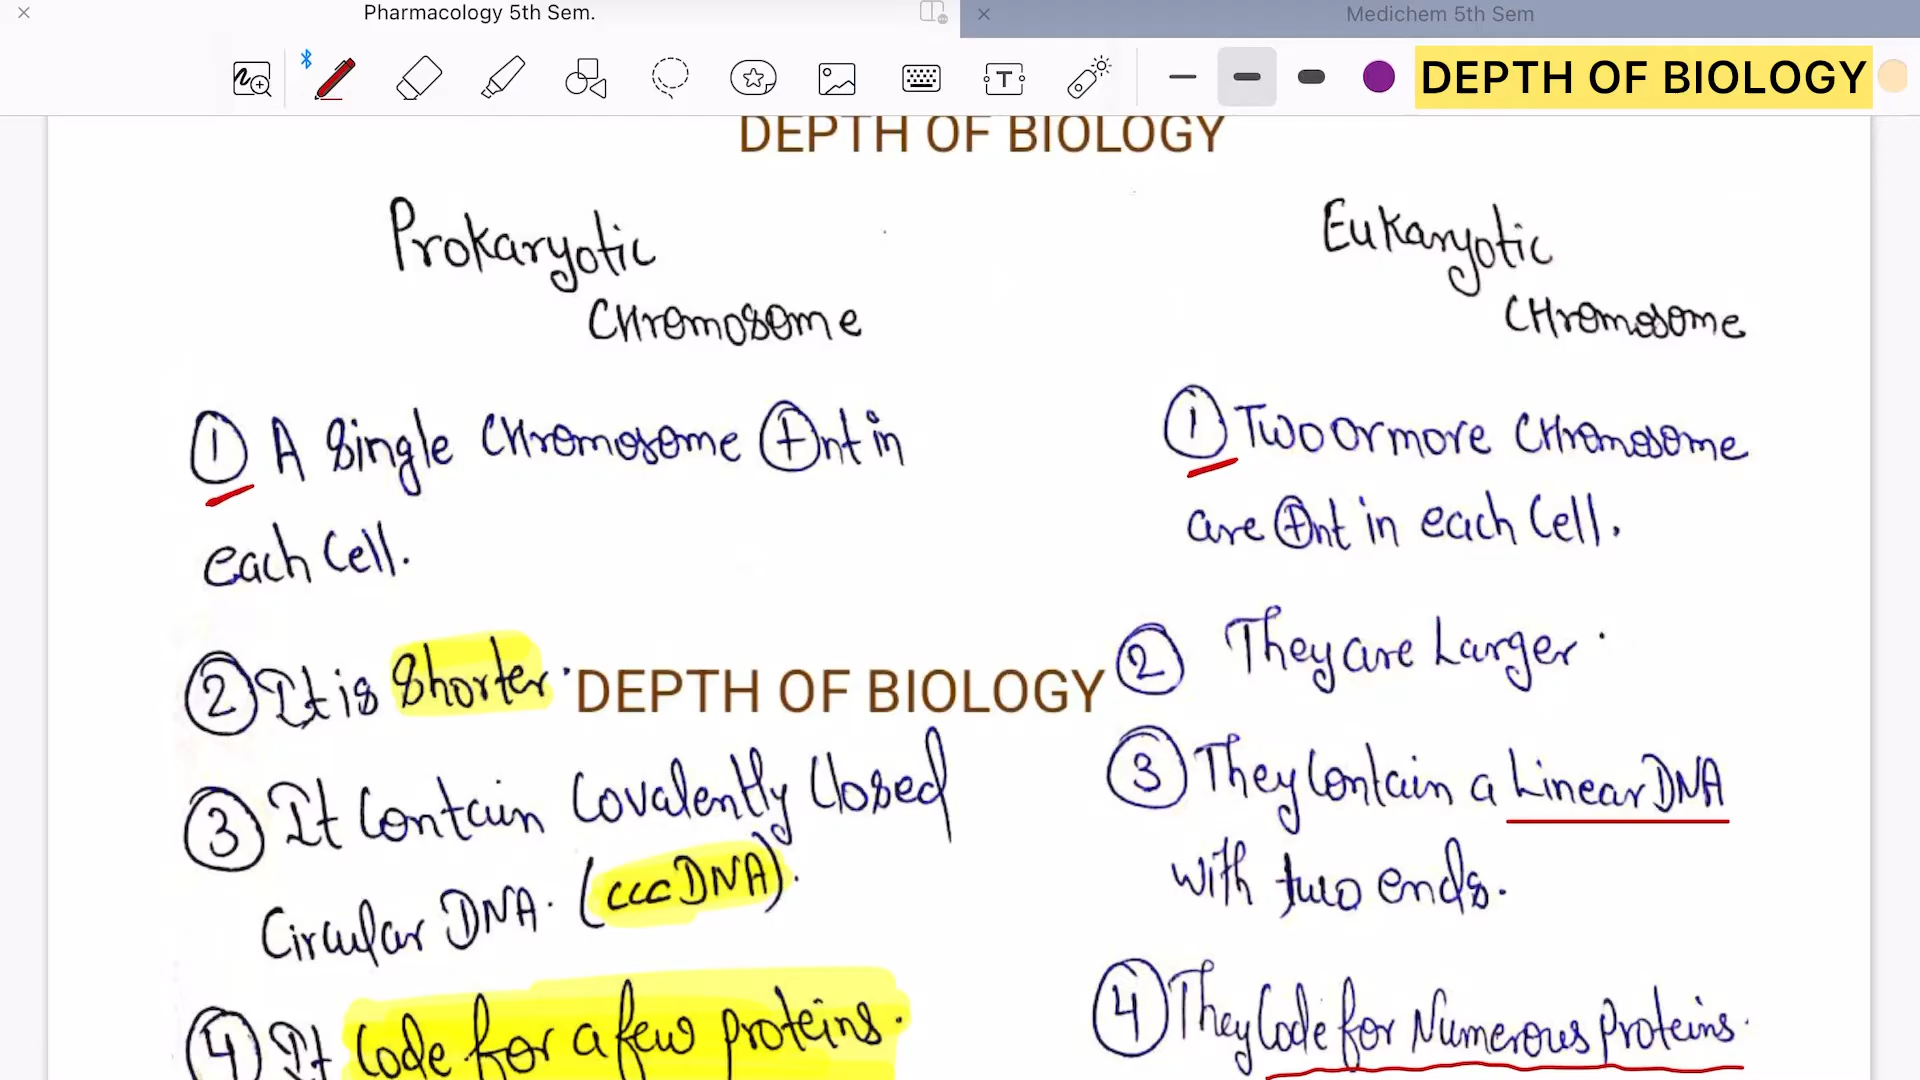 Pharmacology 5th Sem.
Medichem 5th Sem
DEPTH OF BIOLOGY
DEPTH OF BIOLOGY
Prokaryotic
Chromosome
① A Single Chromosome ⊕nt in
each Cell.
② It is Shorter.
DEPTH OF BIOLOGY
③ It Contain Covalently Closed
Circular DNA. (cccDNA).
④ It Code for a few proteins.
Eukaryotic
Chromosome
① Two or more Chromosome
are ⊕nt in each Cell.
② They are Larger.
③ They Contain a Linear DNA
with two ends.
④ They Code for Numerous proteins.